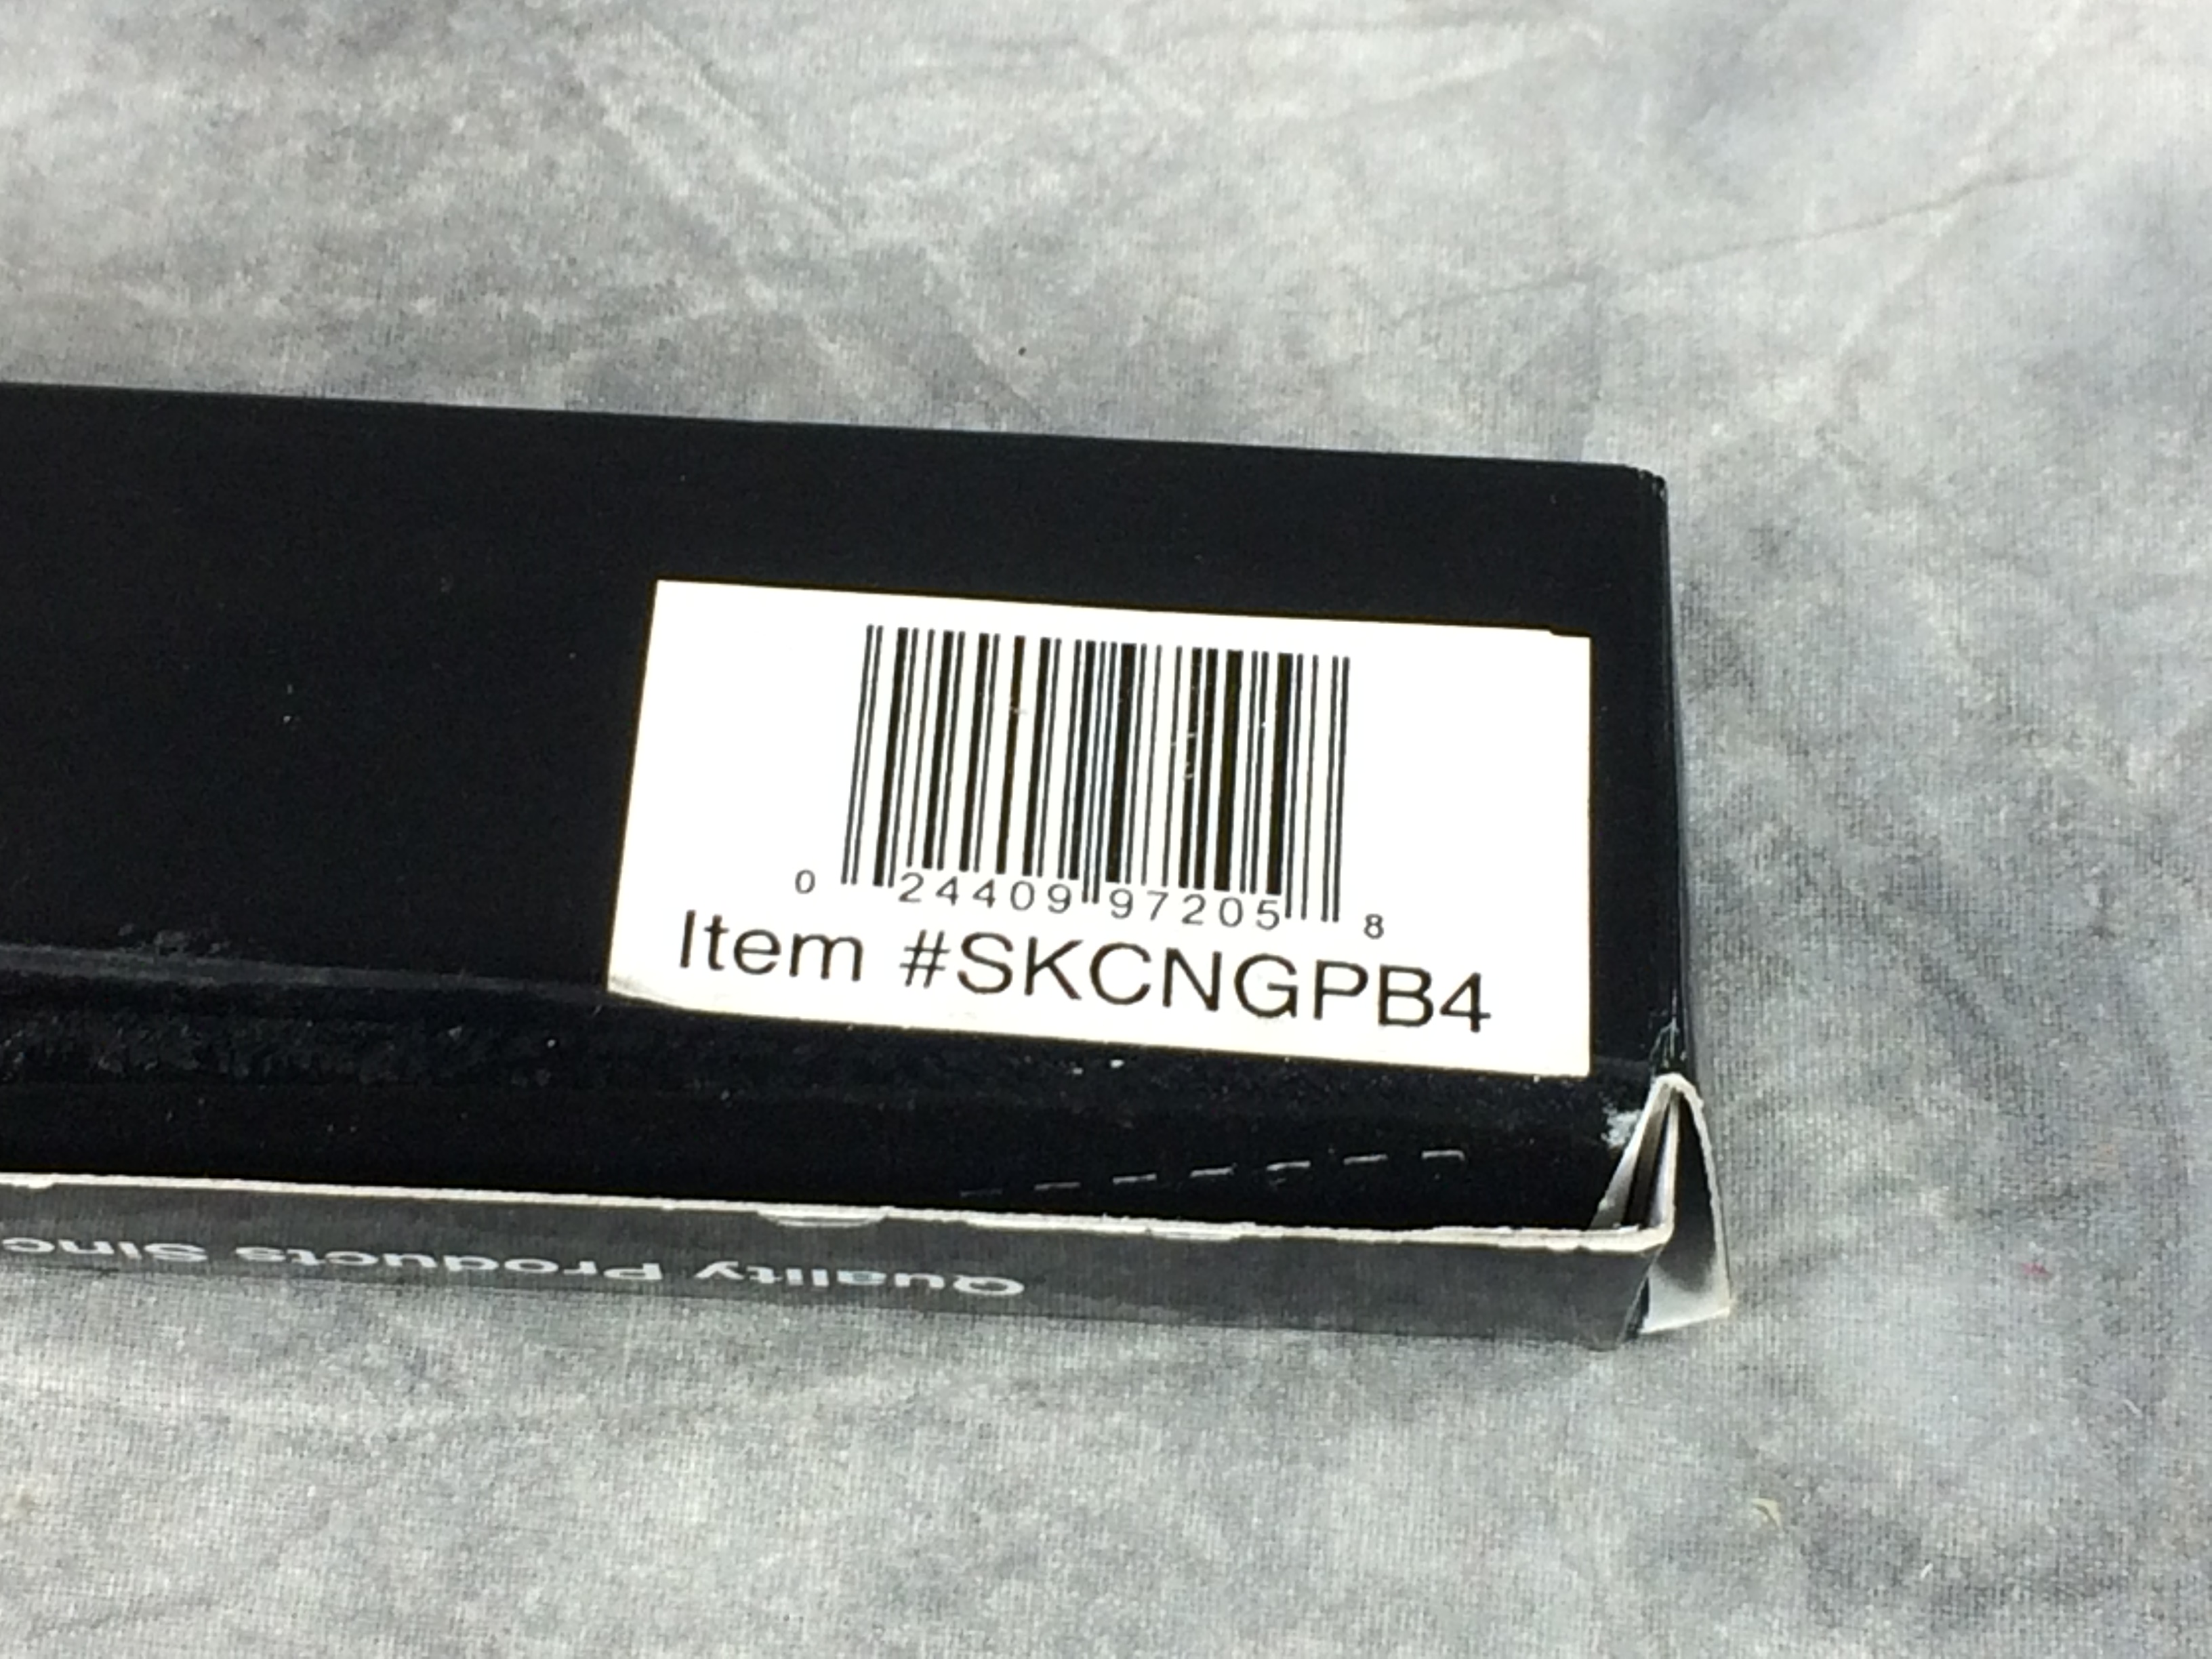 0 24409 97205 8
Item #SKCNGPB4
Quality Products Sinc